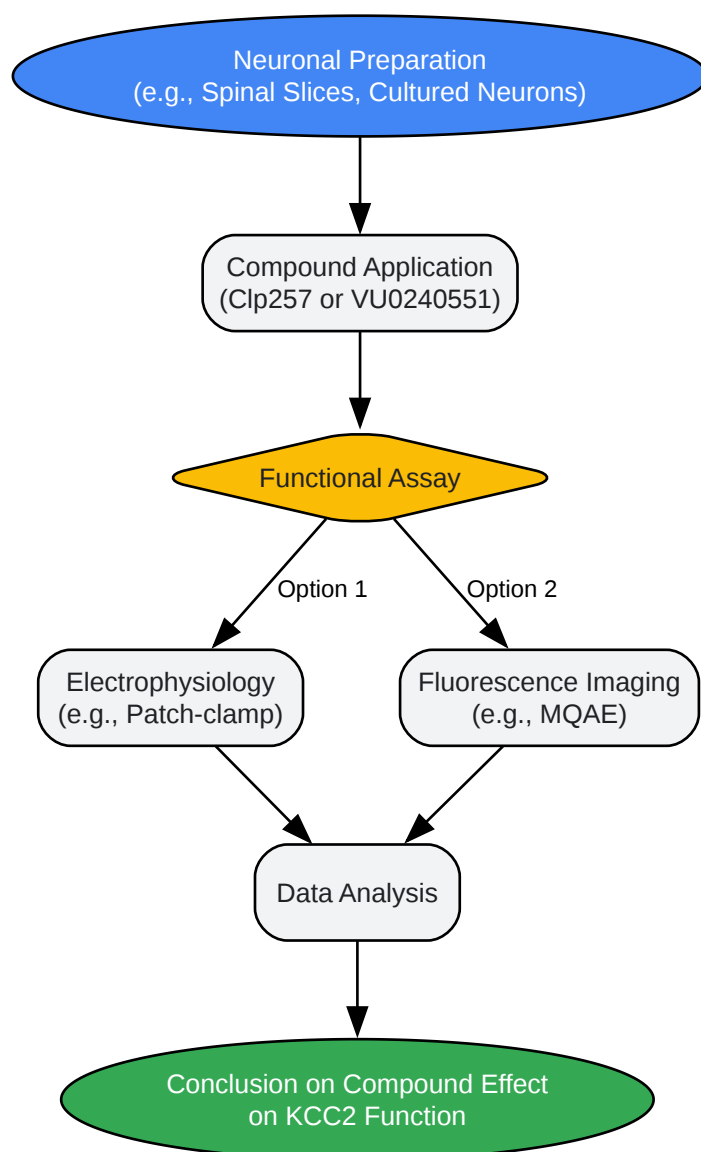 Neuronal Preparation
(e.g., Spinal Slices, Cultured Neurons)
Compound Application
(Clp257 or VU0240551)
Functional Assay
Option 1
Option 2
Electrophysiology
(e.g., Patch-clamp)
Fluorescence Imaging
(e.g., MQAE)
Data Analysis
Conclusion on Compound Effect
on KCC2 Function